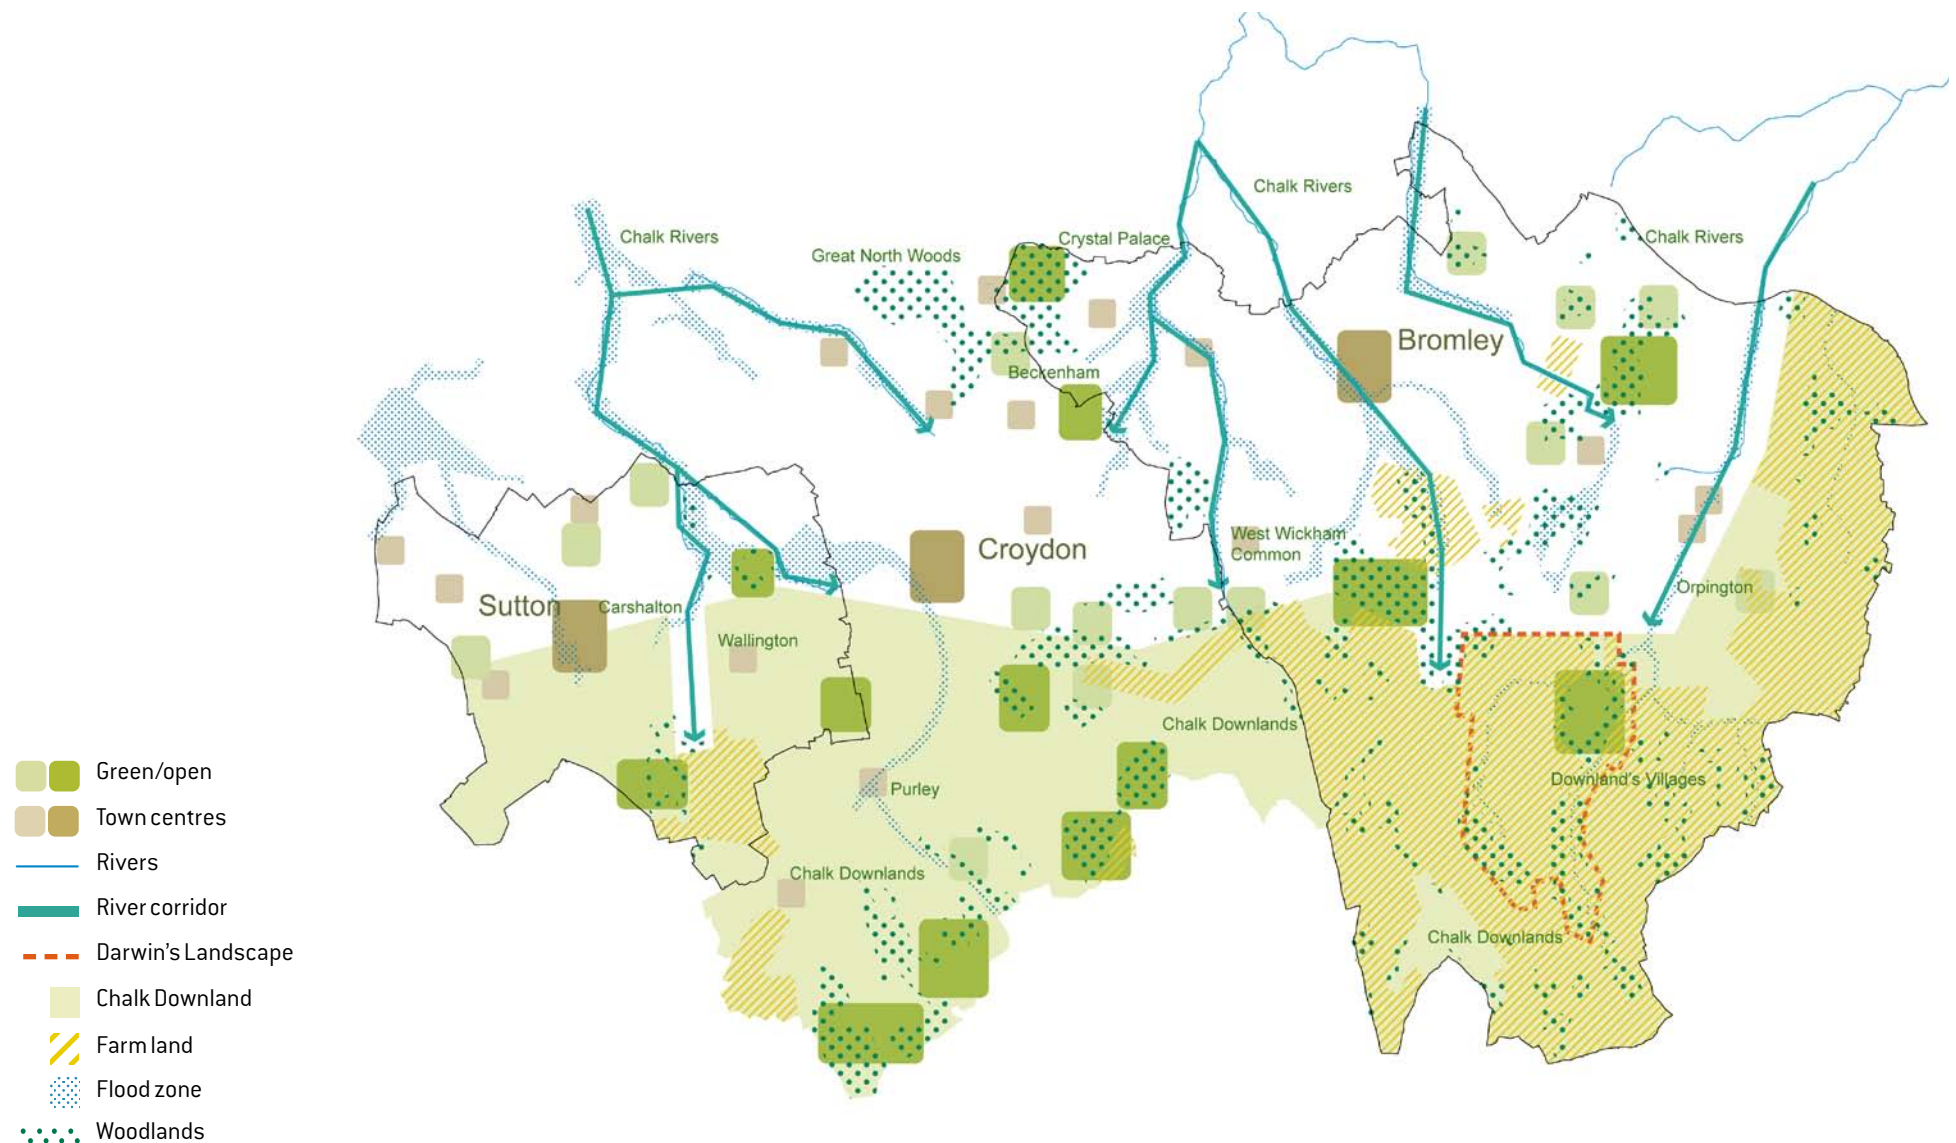 Chalk Rivers
Chalk Rivers
Crystal Palace
Chalk Rivers
Great North Woods
Bromley
Beckenham
West Wickham
Common
Croydon
Orpington
Sutton
Carshalton
Wallington
Chalk Downlands
Downland's Villages
Purley
Chalk Downlands
Chalk Downlands
Green/open
Town centres
Rivers
River corridor
Darwin’s Landscape
Chalk Downland
Farm land
Flood zone
Woodlands